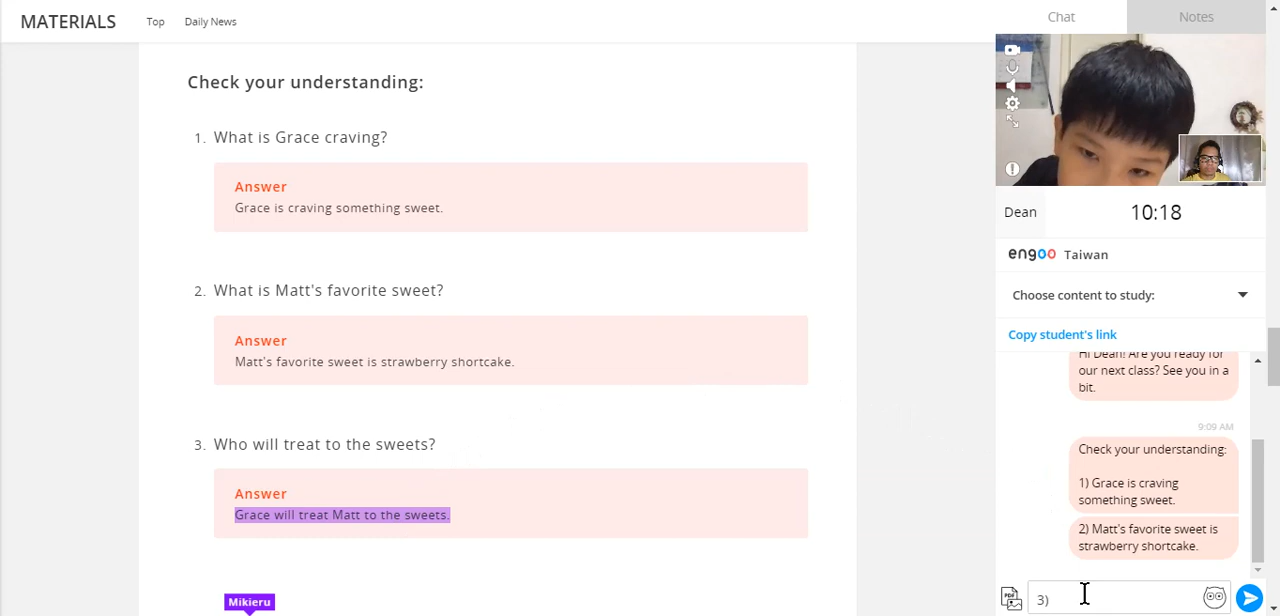 MATERIALS
Top
Daily News
Chat
Notes
Check your understanding:
1. What is Grace craving?
Answer
Grace is craving something sweet.
2. What is Matt's favorite sweet?
Answer
Matt's favorite sweet is strawberry shortcake.
3. Who will treat to the sweets?
Answer
Grace will treat Matt to the sweets.
Mikieru
Dean
10:18
engoo Taiwan
Choose content to study:
Copy student's link
Hi Dean! Are you ready for
our next class? See you in a
bit.
9:09 AM
Check your understanding:
1) Grace is craving
something sweet.
2) Matt's favorite sweet is
strawberry shortcake.
PDF
3)